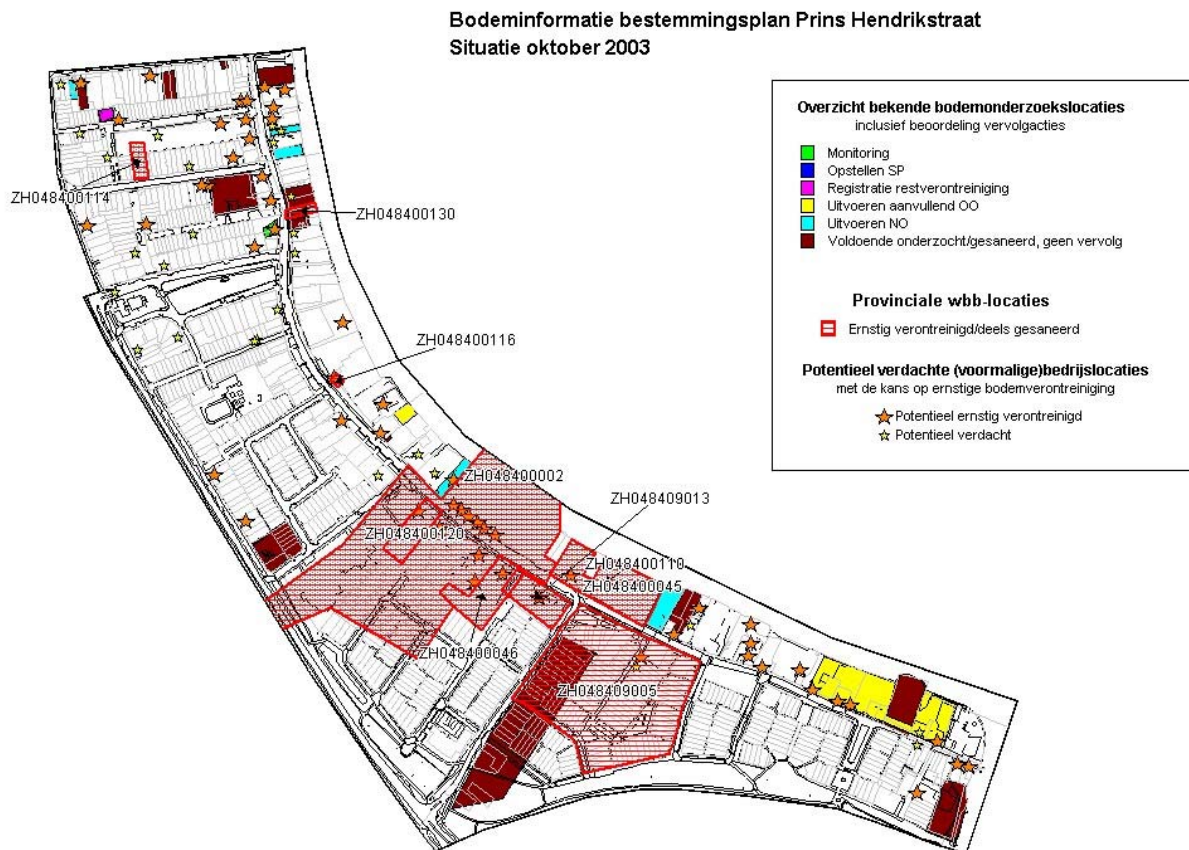 Bodeminformatie bestemmingsplan Prins Hendrikstraat
Situatie oktober 2003
Overzicht bekende bodemonderzoekslocaties
inclusief beoordeling vervolgacties
Monitoring
Opstellen SP
Registratie restverontreiniging
Uitvoeren aanvullend OO
Uitvoeren NO
Voldoende onderzocht/gesaneerd, geen vervolg
Provinciale wbb-locaties
Ernstig verontreinigd/deels gesaneerd
Potentieel verdachte (voormalige)bedrijslocaties
met de kans op ernstige bodemverontreiniging
Potentieel ernstig verontreinigd
Potentieel verdacht
ZH048400114
ZH048400130
ZH048400116
ZH048400002
ZH048409013
ZH048400120
ZH048400110
ZH048400045
ZH048400046
ZH048409005